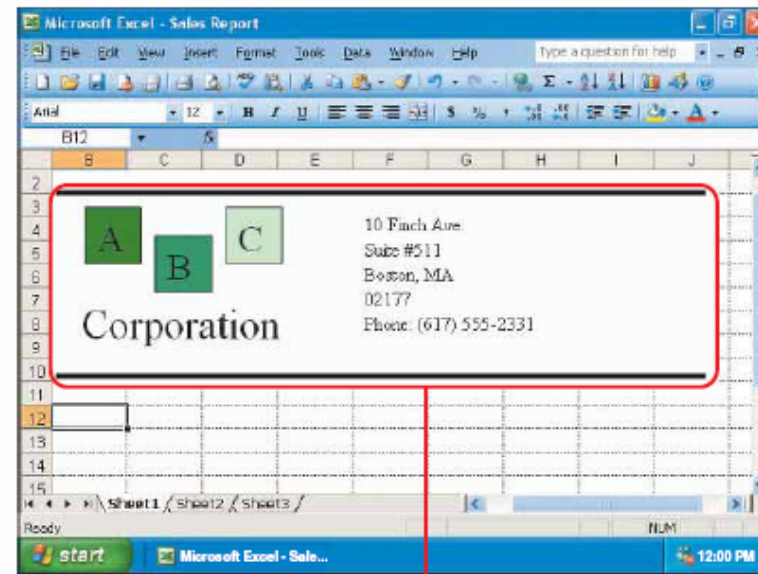 Microsoft Excel - Sales Report
File Edit View Insert Format Tools Data Window Help Type a question for help
Arial 12 B I U $ %
B12 fx
B C D E F G H I J
2
3
4
5
6
7
8
9
10
11
12
13
14
15
A B C
Corporation
10 Finch Ave.
Suite #511
Boston, MA
02177
Phone: (617) 555-2331
Sheet1 / Sheet2 / Sheet3 /
Ready NUM
start Microsoft Excel - Sale... 12:00 PM